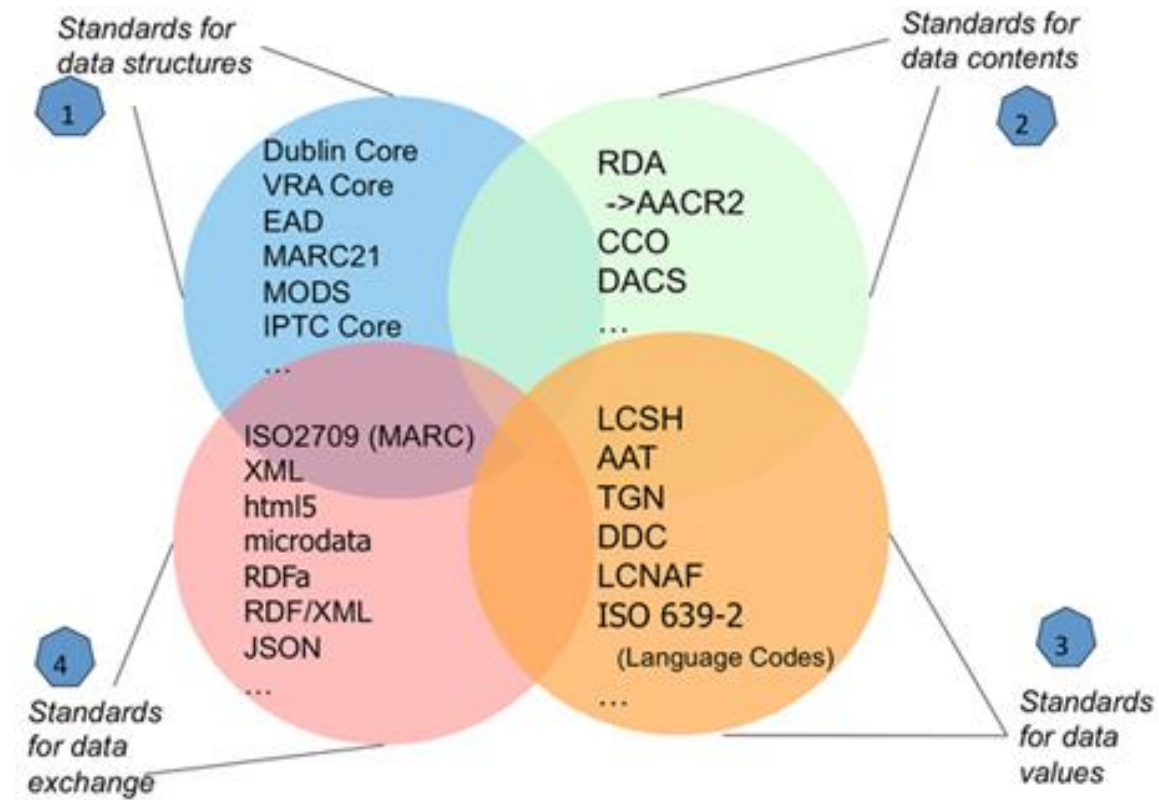 Standards for
data structures
1
Standards for
data contents
2
Dublin Core
VRA Core
EAD
MARC21
MODS
IPTC Core
...
RDA
->AACR2
CCO
DACS
...
ISO2709 (MARC)
XML
html5
microdata
RDFa
RDF/XML
JSON
...
LCSH
AAT
TGN
DDC
LCNAF
ISO 639-2
(Language Codes)
...
4
Standards
for data
exchange
3
Standards
for data
values